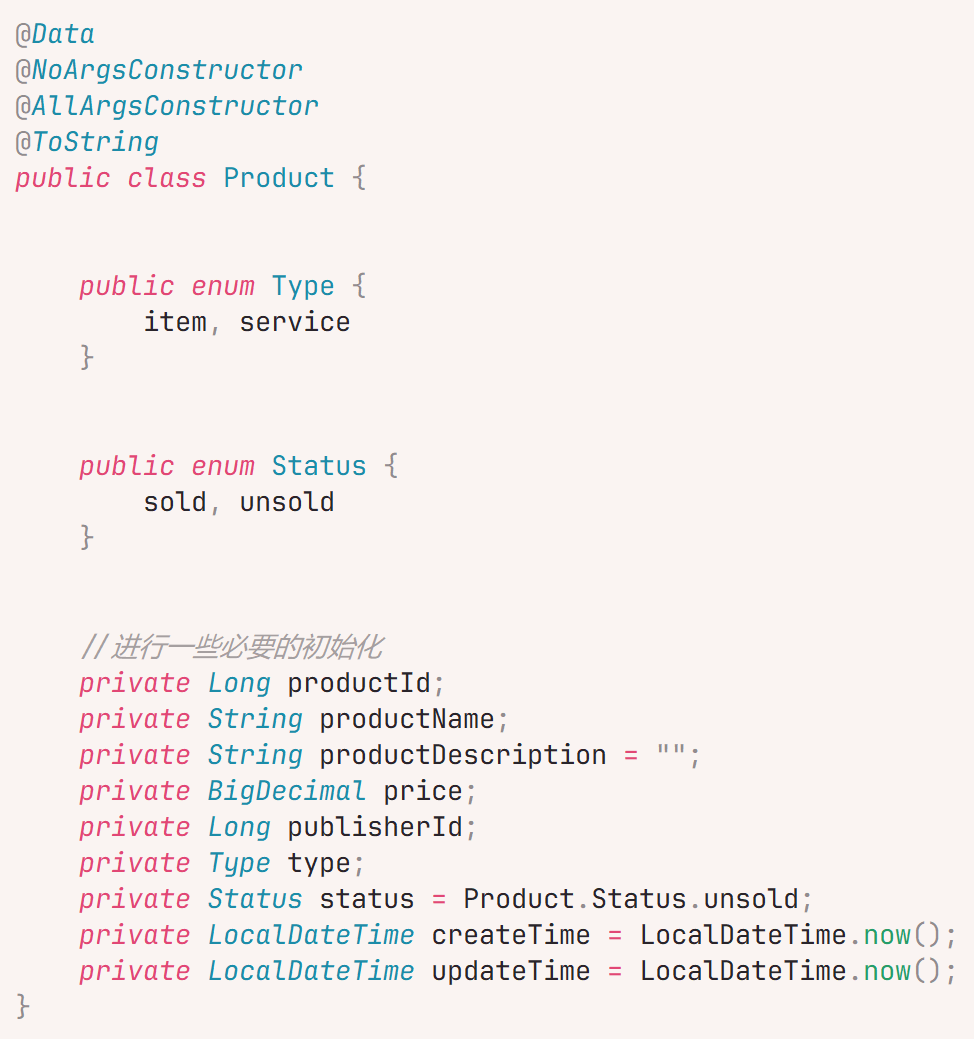 @Data
@NoArgsConstructor
@AllArgsConstructor
@ToString
public class Product {
    public enum Type {
        item, service
    }
    public enum Status {
        sold, unsold
    }
    //进行一些必要的初始化
    private Long productId;
    private String productName;
    private String productDescription = "";
    private BigDecimal price;
    private Long publisherId;
    private Type type;
    private Status status = Product.Status.unsold;
    private LocalDateTime createTime = LocalDateTime.now();
    private LocalDateTime updateTime = LocalDateTime.now();
}